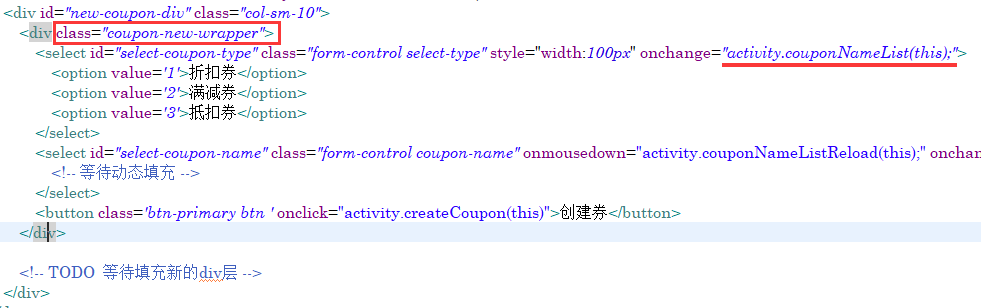 <div id="new-coupon-div" class="col-sm-10">
<div class="coupon-new-wrapper">
<select id="select-coupon-type" class="form-control select-type" style="width:100px" onchange="activity.couponNameList(this);">
<option value='1'>折扣券</option>
<option value='2'>满减券</option>
<option value='3'>抵扣券</option>
</select>
<select id="select-coupon-name" class="form-control coupon-name" onmousedown="activity.couponNameListReload(this);" onchan
<!-- 等待动态填充 -->
</select>
<button class='btn-primary btn ' onclick="activity.createCoupon(this)">创建券</button>
</div>
<!-- TODO 等待填充新的div层 -->
</div>